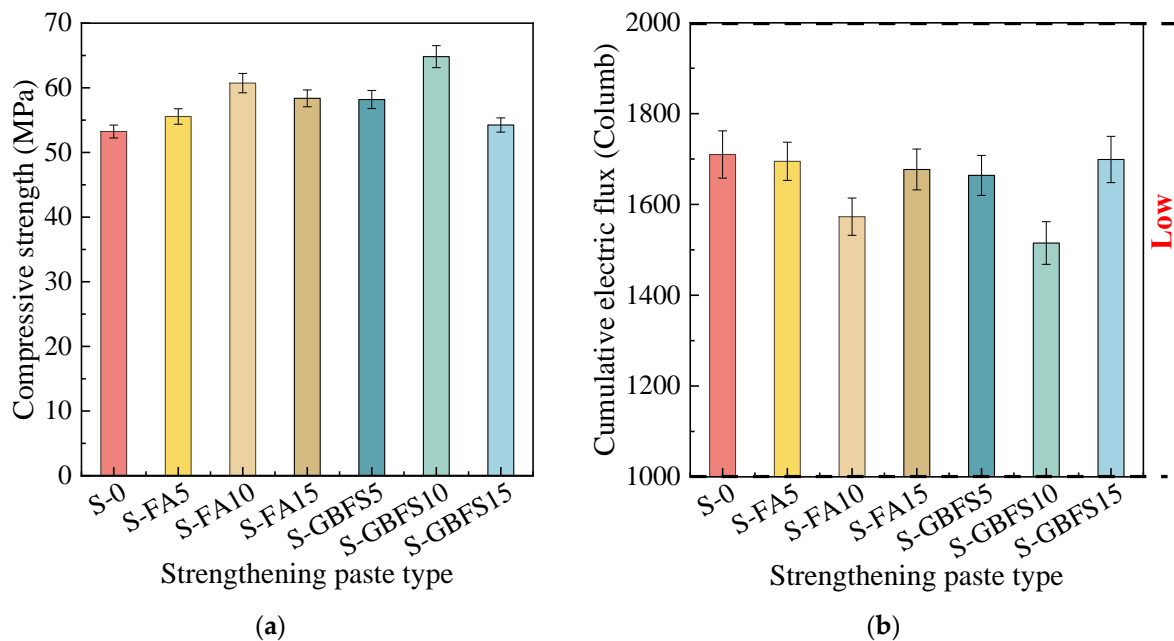 70
60
50
40
30
20
10
0
Compressive strength (MPa)
S-0
S-FA5
S-FA10
S-FA15
S-GBFS5
S-GBFS10
S-GBFS15
Strengthening paste type
(a)
2000
1800
1600
1400
1200
1000
Cumulative electric flux (Columb)
Low
S-0
S-FA5
S-FA10
S-FA15
S-GBFS5
S-GBFS10
S-GBFS15
Strengthening paste type
(b)